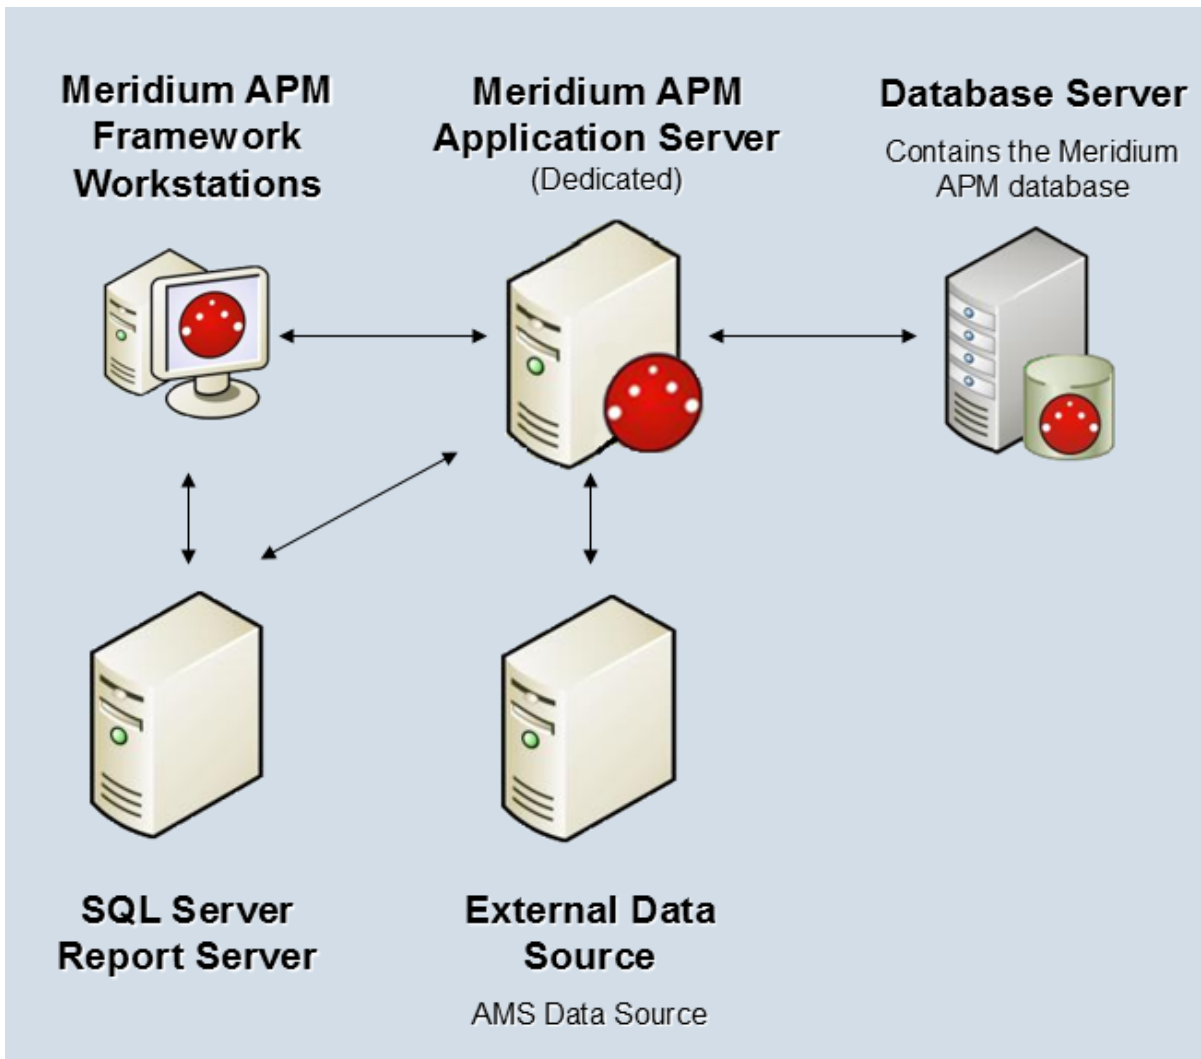 Meridium APM
Framework
Workstations
Meridium APM
Application Server
(Dedicated)
Database Server
Contains the Meridium
APM database
SQL Server
Report Server
External Data
Source
AMS Data Source